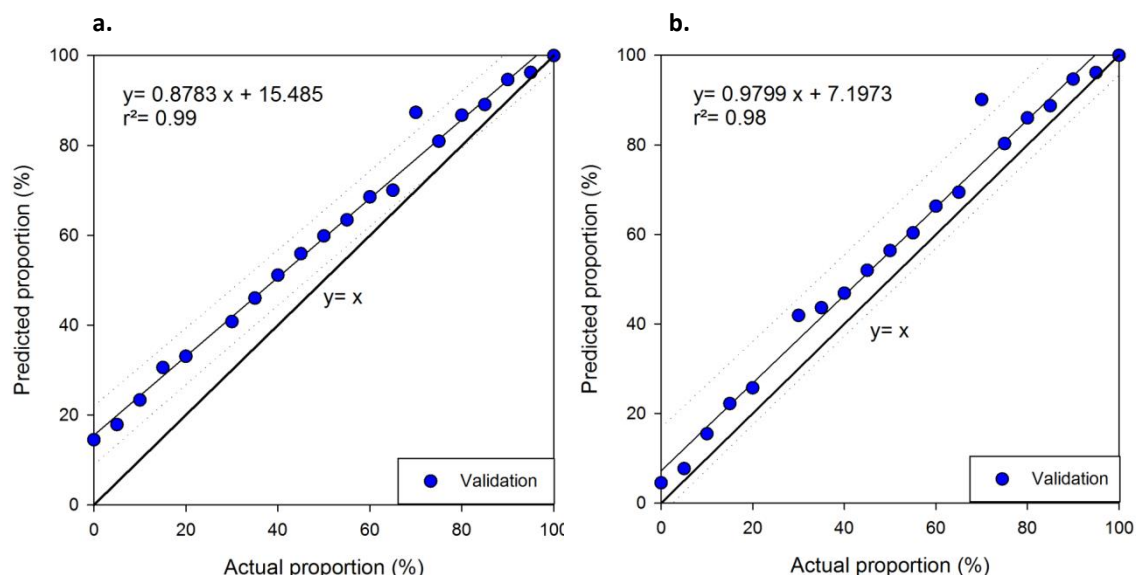 a.
100
80
60
40
20
0
Predicted proportion (%)
y= 0.8783 x + 15.485
r²= 0.99
y= x
Validation
0 20 40 60 80 100
Actual proportion (%)
b.
100
80
60
40
20
0
Predicted proportion (%)
y= 0.9799 x + 7.1973
r²= 0.98
y= x
Validation
0 20 40 60 80 100
Actual proportion (%)